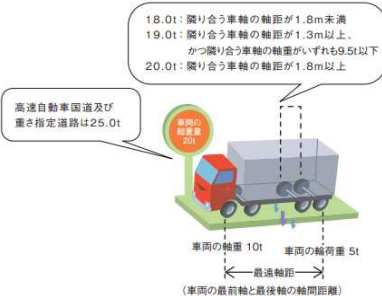 18.0t：隣り合う車軸の軸距が1.8m未満
19.0t：隣り合う車軸の軸距が1.3m以上、
かつ隣り合う車軸の軸重がいずれも9.5t以下
20.0t：隣り合う車軸の軸距が1.8m以上
高速自動車国道及び
重さ指定道路は25.0t
車両の
総重量
20t
車両の軸重 10t
車両の輪荷重 5t
最遠軸距
（車両の最前軸と最後軸の軸間距離）